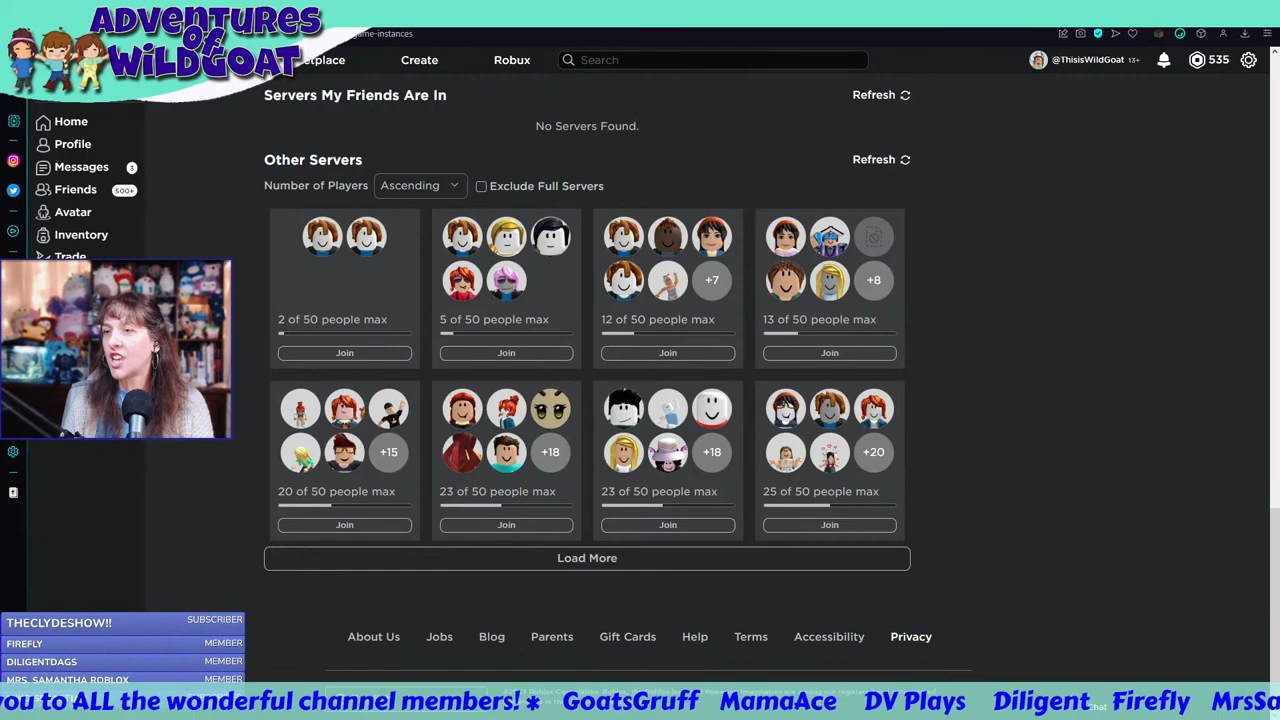 ADVENTURES
of
WILDGOAT
ame-instances
etplace
Create
Robux
Search
@ThisisWildGoat 13+
535
Servers My Friends Are In
Refresh
No Servers Found.
Other Servers
Refresh
Number of Players
Ascending
Exclude Full Servers
Home
Profile
Messages
3
Friends
500+
Avatar
Inventory
Trade
+7
+8
2 of 50 people max
5 of 50 people max
12 of 50 people max
13 of 50 people max
Join
Join
Join
Join
+15
+18
+18
+20
20 of 50 people max
23 of 50 people max
23 of 50 people max
25 of 50 people max
Join
Join
Join
Join
Load More
About Us
Jobs
Blog
Parents
Gift Cards
Help
Terms
Accessibility
Privacy
THECLYDESHOW!! SUBSCRIBER
FIREFLY MEMBER
DILIGENTDAGS MEMBER
MRS. SAMANTHA ROBLOX MEMBER
you to ALL the wonderful channel members! * GoatsGruff MamaAce DV Plays Diligent Firefly MrsSa
Chat